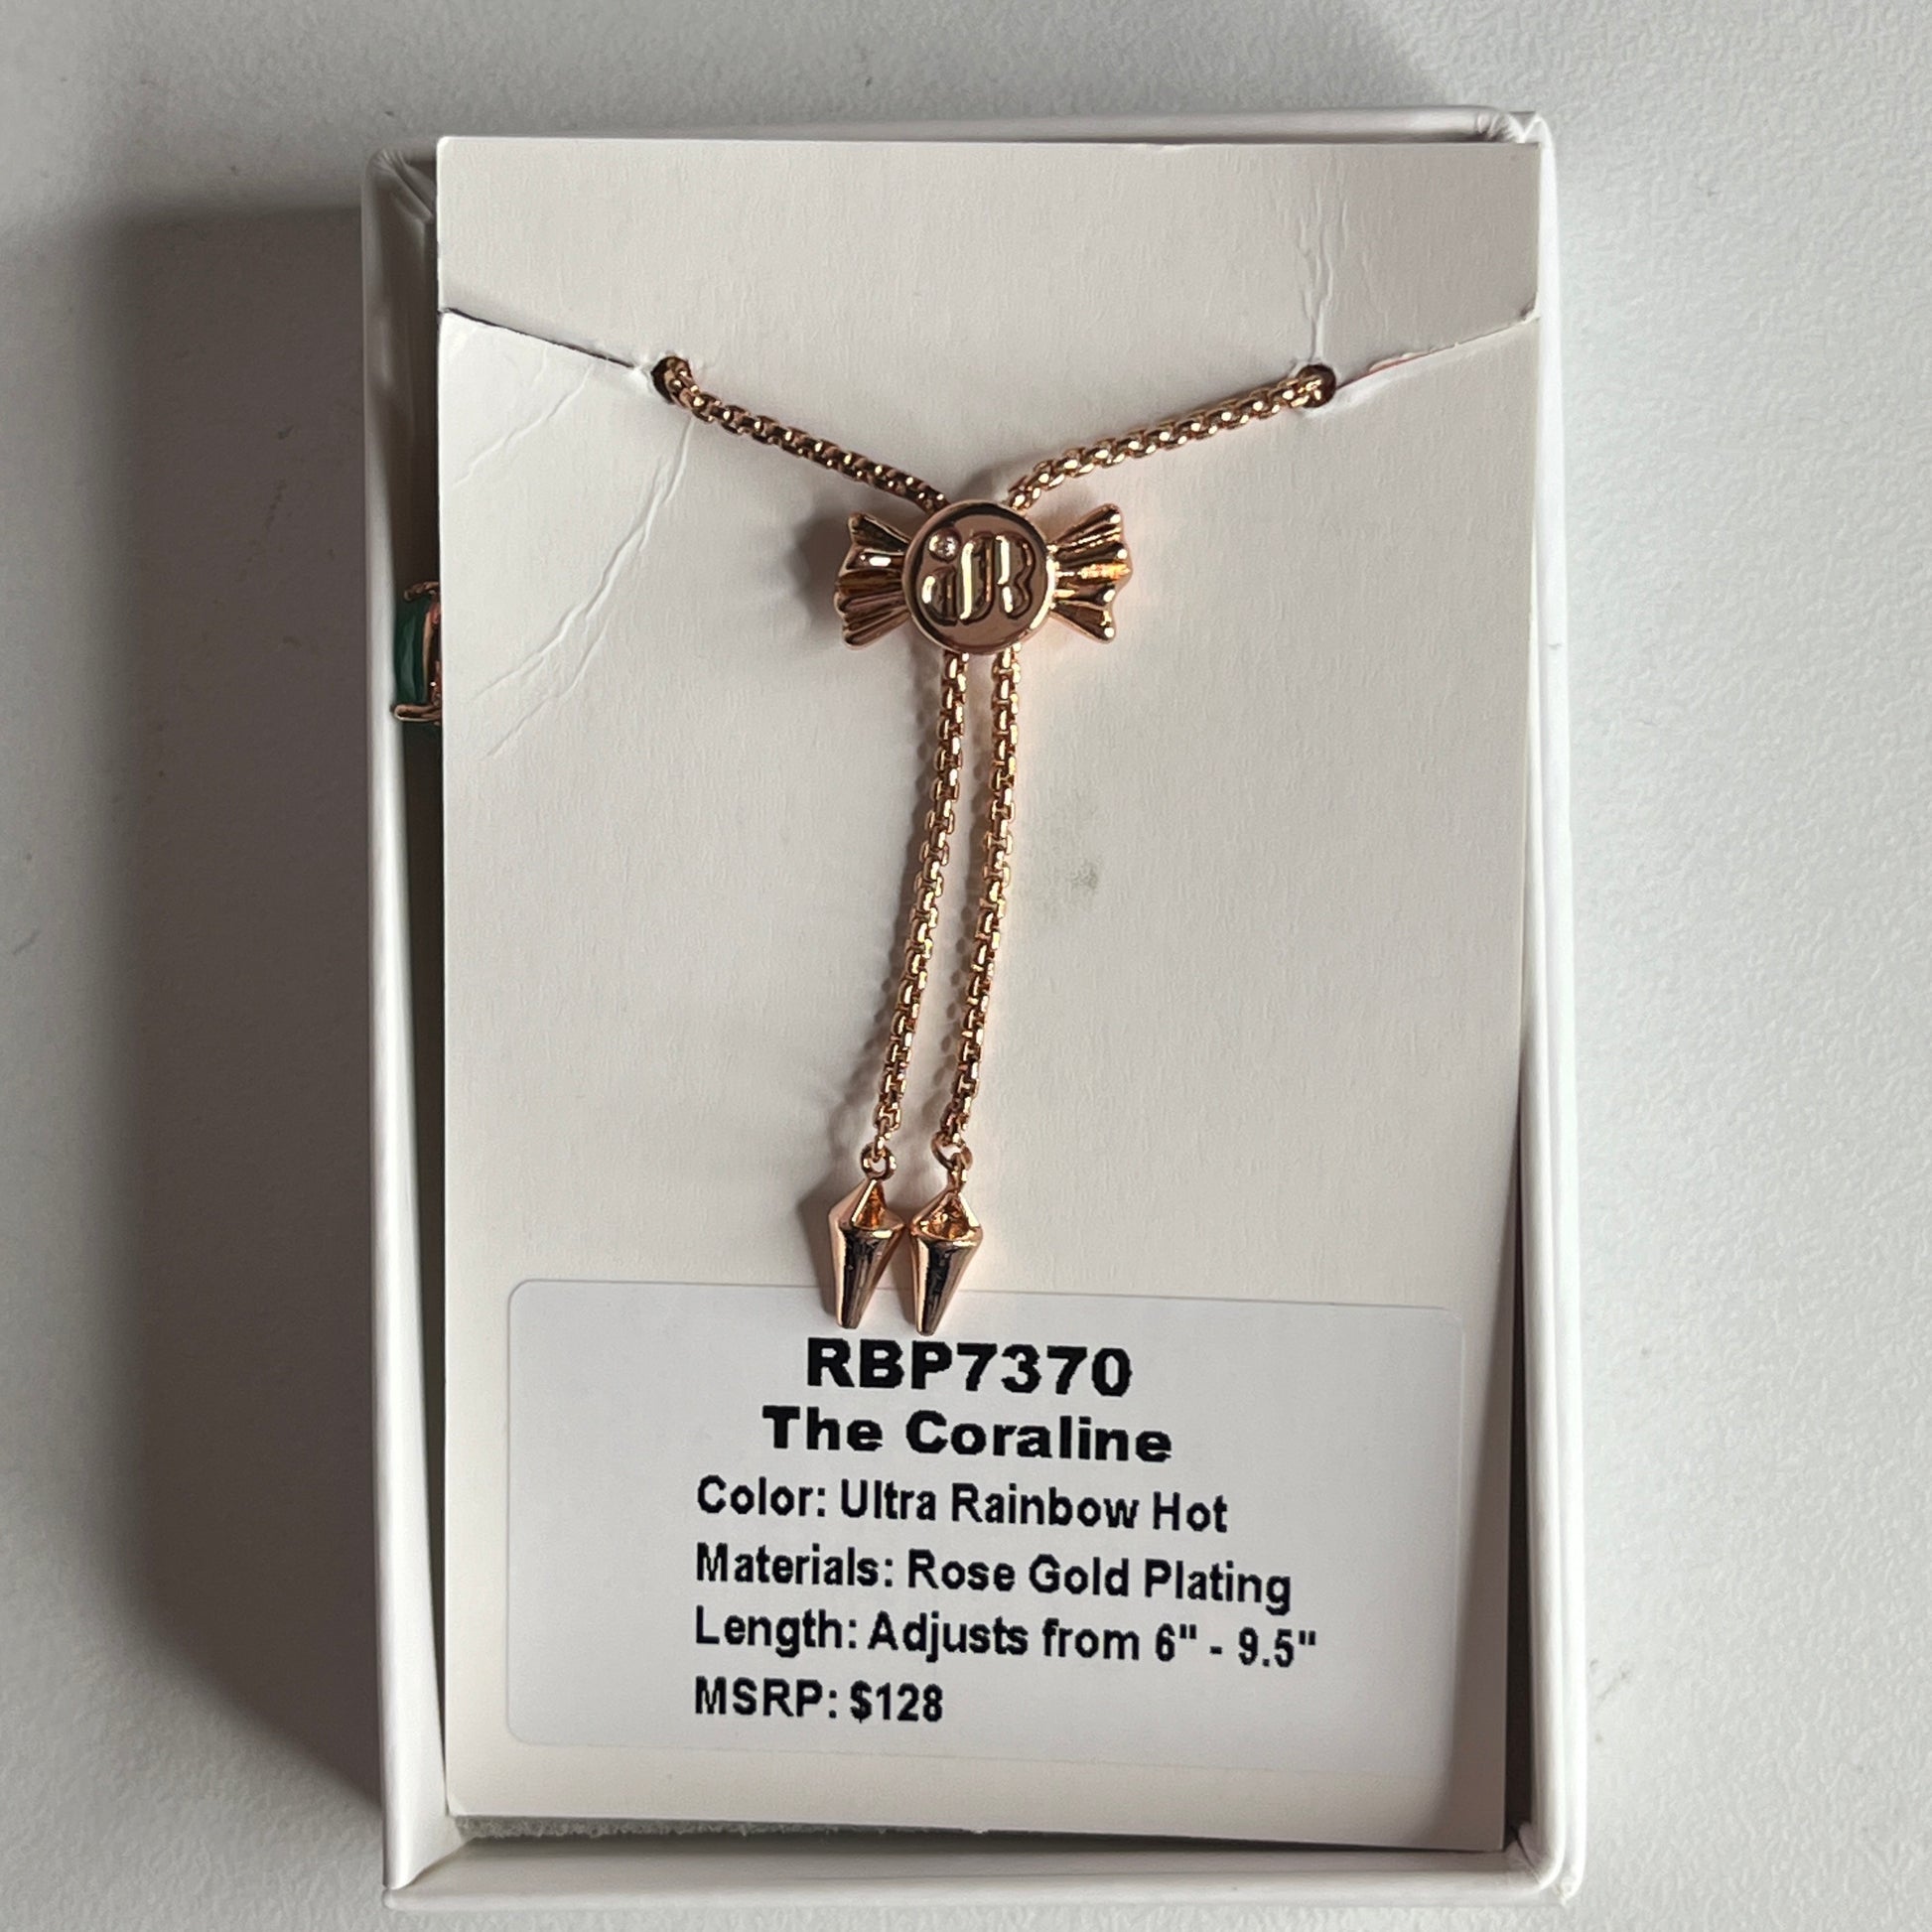 RBP7370
The Coraline
Color: Ultra Rainbow Hot
Materials: Rose Gold Plating
Length: Adjusts from 6" - 9.5"
MSRP: $128